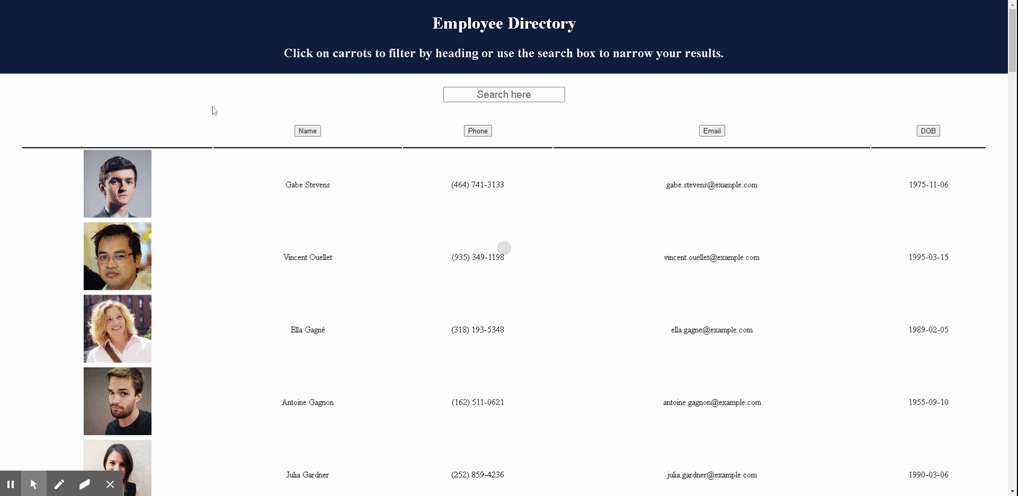 Employee Directory
Click on carrots to filter by heading or use the search box to narrow your results.
Search here
Name Phone Email DOB
Gabe Stevens (464) 741-3133 gabe.stevens@example.com 1975-11-06
Vincent Ouellet (935) 349-1198 vincent.ouellet@example.com 1995-03-15
Ella Gagné (318) 193-5348 ella.gagne@example.com 1989-02-05
Antoine Gagnon (162) 511-0621 antoine.gagnon@example.com 1955-09-10
Julia Gardner (252) 859-4236 julia.gardner@example.com 1990-03-06